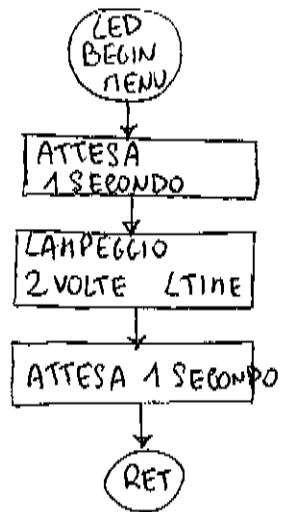 LED
BEGIN
MENU
ATTESA
1 SECONDO
LAMPEGGIO
2 VOLTE LTIME
ATTESA 1 SECONDO
RET